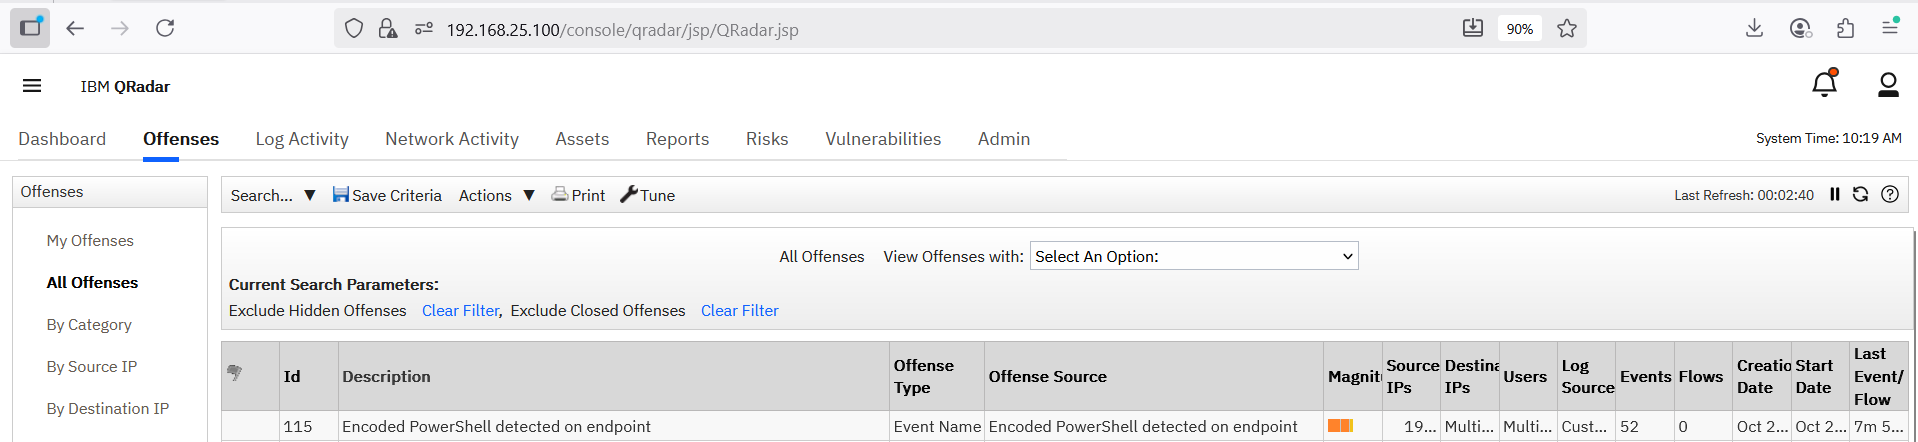 192.168.25.100/console/qradar/jsp/QRadar.jsp
90%
IBM QRadar
Dashboard Offenses Log Activity Network Activity Assets Reports Risks Vulnerabilities Admin
System Time: 10:19 AM
Offenses
Search... ▼ Save Criteria Actions ▼ Print Tune
Last Refresh: 00:02:40
My Offenses
All Offenses
By Category
By Source IP
By Destination IP
All Offenses View Offenses with: Select An Option:
Current Search Parameters:
Exclude Hidden Offenses Clear Filter, Exclude Closed Offenses Clear Filter
Id Description Offense Type Offense Source Magnit Source IPs Destina IPs Users Log Source Events Flows Creatio Date Start Date Last Event/ Flow
115 Encoded PowerShell detected on endpoint Event Name Encoded PowerShell detected on endpoint 19... Multi... Multi... Cust... 52 0 Oct 2... Oct 2... 7m 5...